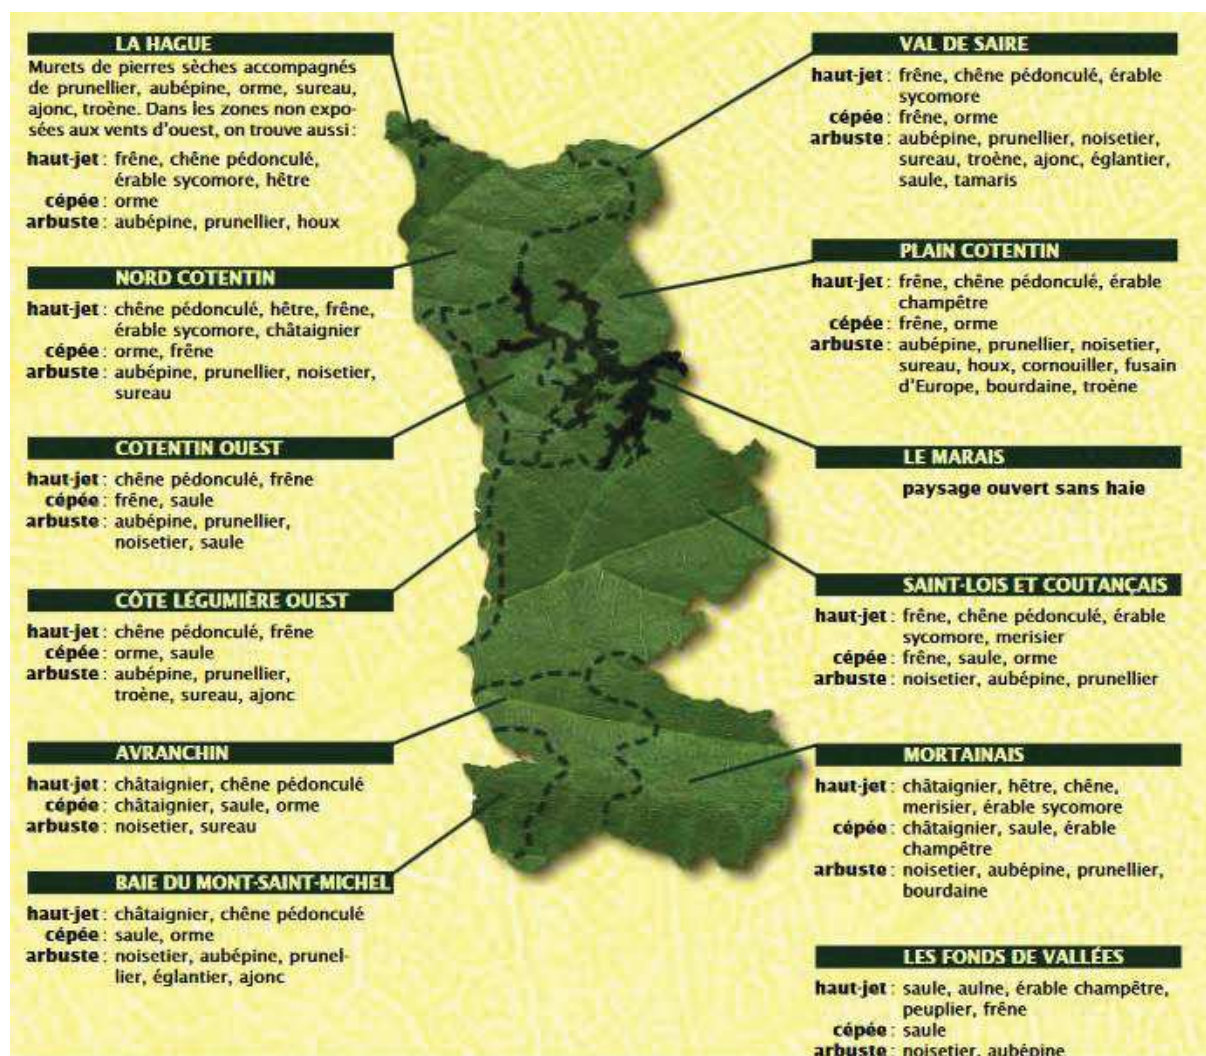 LA HAGUE
Murets de pierres sèches accompagnés
de prunellier, aubépine, orme, sureau,
ajonc, troène. Dans les zones non expo-
sées aux vents d'ouest, on trouve aussi :
haut-jet : frêne, chêne pédonculé,
érable sycomore, hêtre
cépée : orme
arbuste : aubépine, prunellier, houx
NORD COTENTIN
haut-jet : chêne pédonculé, hêtre, frêne,
érable sycomore, châtaignier
cépée : orme, frêne
arbuste : aubépine, prunellier, noisetier,
sureau
COTENTIN OUEST
haut-jet : chêne pédonculé, frêne
cépée : frêne, saule
arbuste : aubépine, prunellier,
noisetier, saule
CÔTE LÉGUMIÈRE OUEST
haut-jet : chêne pédonculé, frêne
cépée : orme, saule
arbuste : aubépine, prunellier,
troène, sureau, ajonc
AVRANCHIN
haut-jet : châtaignier, chêne pédonculé
cépée : châtaignier, saule, orme
arbuste : noisetier, sureau
BAIE DU MONT-SAINT-MICHEL
haut-jet : châtaignier, chêne pédonculé
cépée : saule, orme
arbuste : noisetier, aubépine, prunel-
lier, églantier, ajonc
VAL DE SAIRE
haut-jet : frêne, chêne pédonculé, érable
sycomore
cépée : frêne, orme
arbuste : aubépine, prunellier, noisetier,
sureau, troène, ajonc, églantier,
saule, tamaris
PLAIN COTENTIN
haut-jet : frêne, chêne pédonculé, érable
champêtre
cépée : frêne, orme
arbuste : aubépine, prunellier, noisetier,
sureau, houx, cornouiller, fusain
d'Europe, bourdaine, troène
LE MARAIS
paysage ouvert sans haie
SAINT-LOIS ET COUTANÇAIS
haut-jet : frêne, chêne pédonculé, érable
sycomore, merisier
cépée : frêne, saule, orme
arbuste : noisetier, aubépine, prunellier
MORTAINAIS
haut-jet : châtaignier, hêtre, chêne,
merisier, érable sycomore
cépée : châtaignier, saule, érable
champêtre
arbuste : noisetier, aubépine, prunellier,
bourdaine
LES FONDS DE VALLÉES
haut-jet : saule, aulne, érable champêtre,
peuplier, frêne
cépée : saule
arbuste : noisetier, aubépine